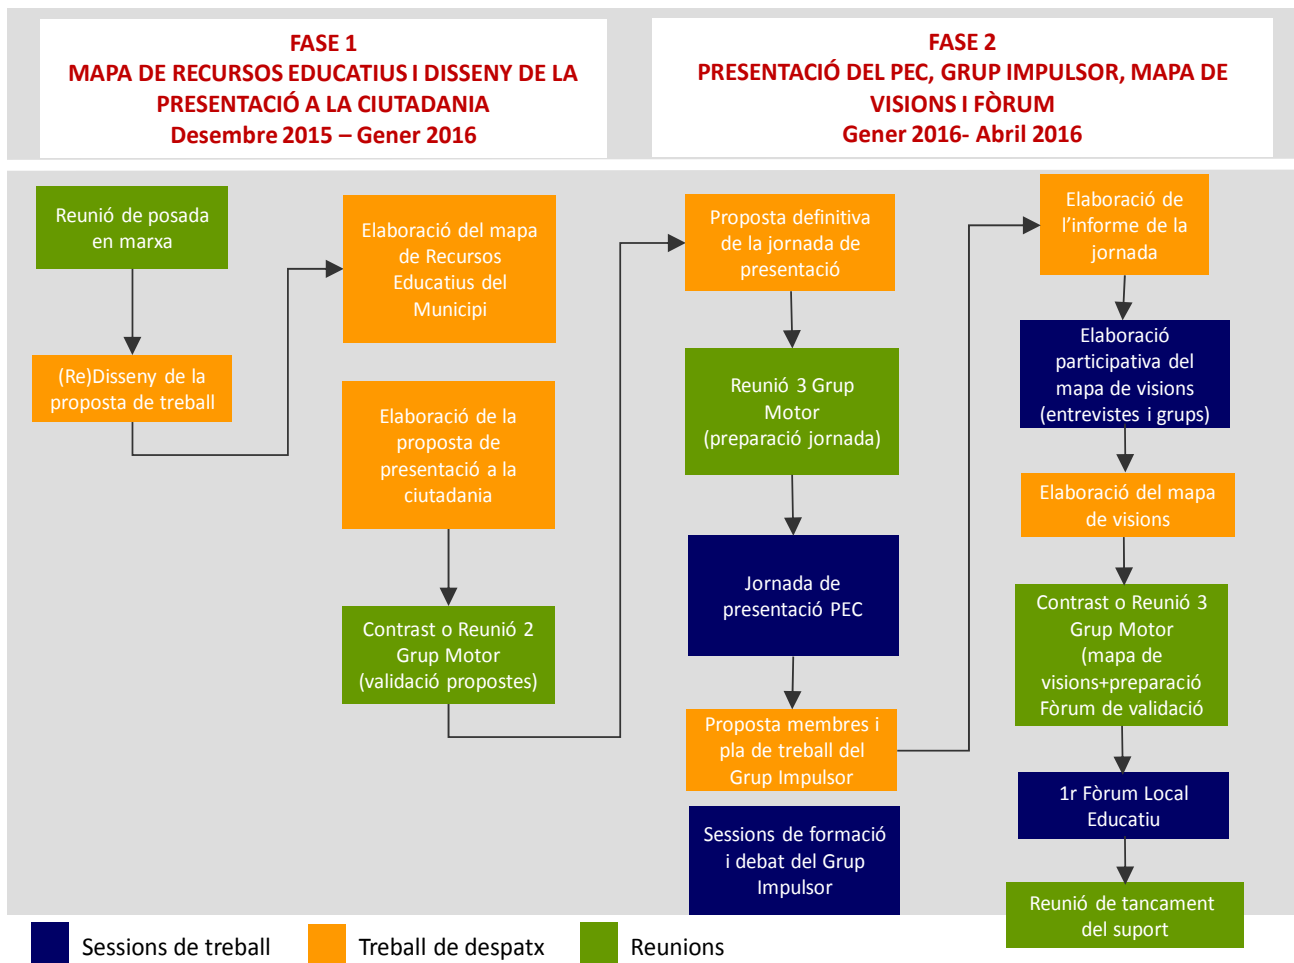 FASE 1
MAPA DE RECURSOS EDUCATIUS I DISSENY DE LA
PRESENTACIÓ A LA CIUTADANIA
Desembre 2015 – Gener 2016
FASE 2
PRESENTACIÓ DEL PEC, GRUP IMPULSOR, MAPA DE
VISIONS I FÒRUM
Gener 2016- Abril 2016
Reunió de posada
en marxa
(Re)Disseny de la
proposta de treball
Elaboració del mapa
de Recursos
Educatius del
Municipi
Elaboració de la
proposta de
presentació a la
ciutadania
Contrast o Reunió 2
Grup Motor
(validació propostes)
Proposta definitiva
de la jornada de
presentació
Reunió 3 Grup
Motor
(preparació jornada)
Jornada de
presentació PEC
Proposta membres i
pla de treball del
Grup Impulsor
Sessions de formació
i debat del Grup
Impulsor
Elaboració de
l’informe de la
jornada
Elaboració
participativa del
mapa de visions
(entrevistes i grups)
Elaboració del mapa
de visions
Contrast o Reunió 3
Grup Motor
(mapa de
visions+preparació
Fòrum de validació
1r Fòrum Local
Educatiu
Reunió de tancament
del suport
Sessions de treball
Treball de despatx
Reunions